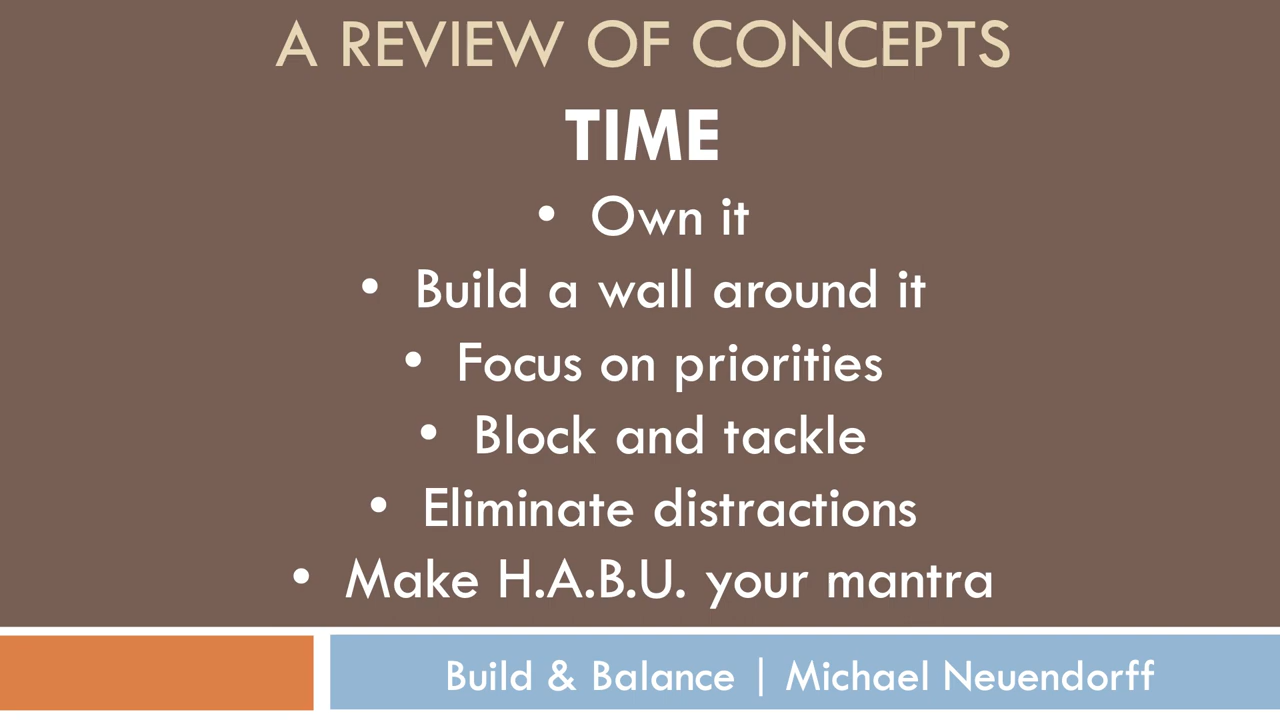 A REVIEW OF CONCEPTS
TIME
• Own it
• Build a wall around it
• Focus on priorities
• Block and tackle
• Eliminate distractions
• Make H.A.B.U. your mantra
Build & Balance | Michael Neuendorff